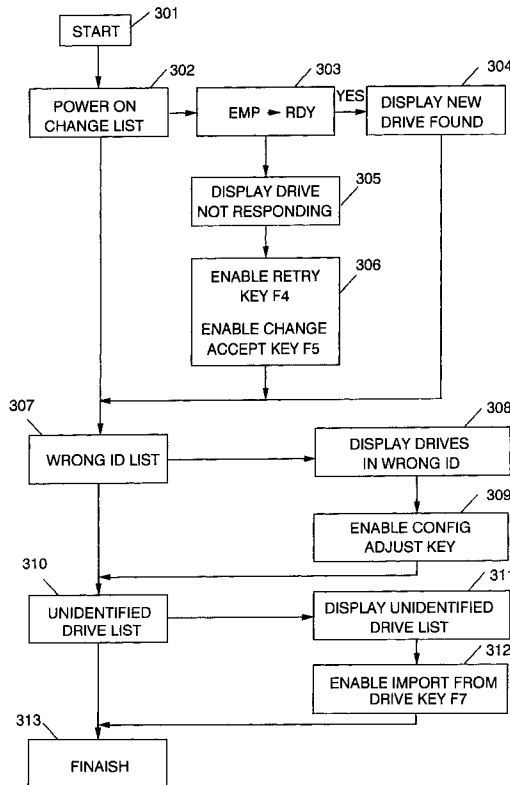 301
START
302
POWER ON
CHANGE LIST
303
EMP → RDY
YES
304
DISPLAY NEW
DRIVE FOUND
305
DISPLAY DRIVE
NOT RESPONDING
306
ENABLE RETRY
KEY F4
ENABLE CHANGE
ACCEPT KEY F5
307
WRONG ID LIST
308
DISPLAY DRIVES
IN WRONG ID
309
ENABLE CONFIG
ADJUST KEY
310
UNIDENTIFIED
DRIVE LIST
311
DISPLAY UNIDENTIFIED
DRIVE LIST
312
ENABLE IMPORT FROM
DRIVE KEY F7
313
FINAISH